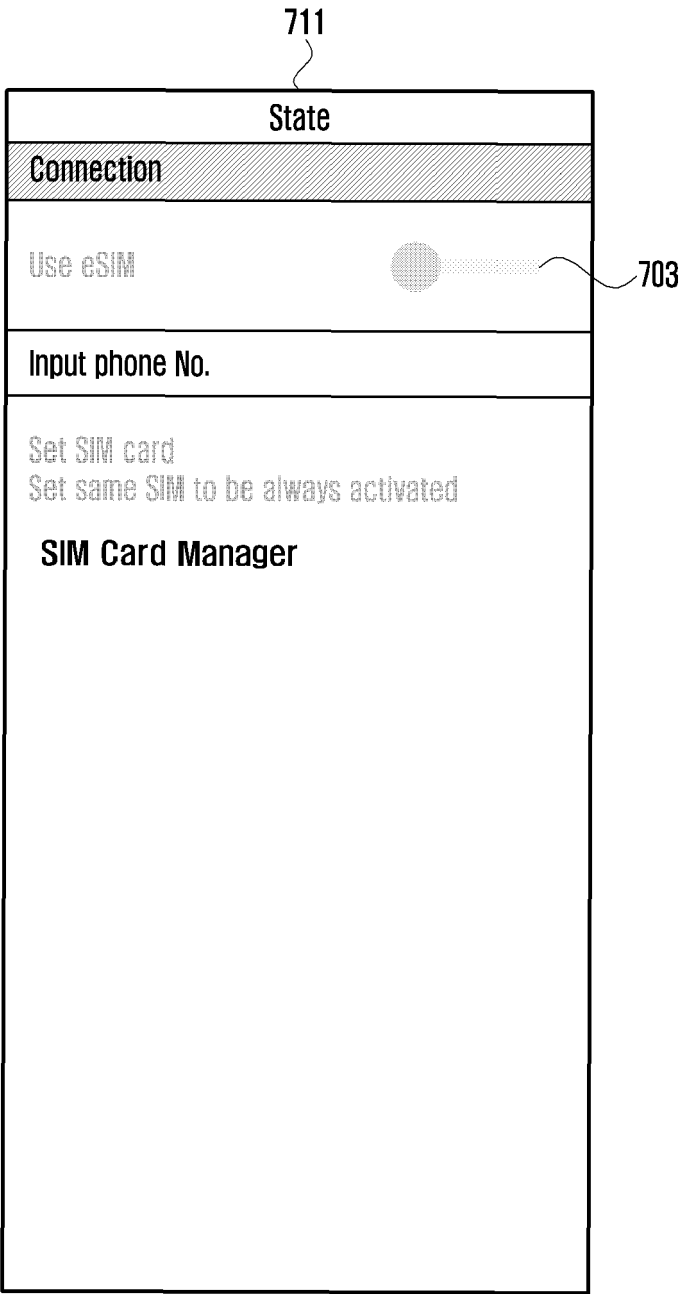 711
State
Connection
Use eSIM
703
Input phone No.
Set SIM card
Set same SIM to be always activated
SIM Card Manager